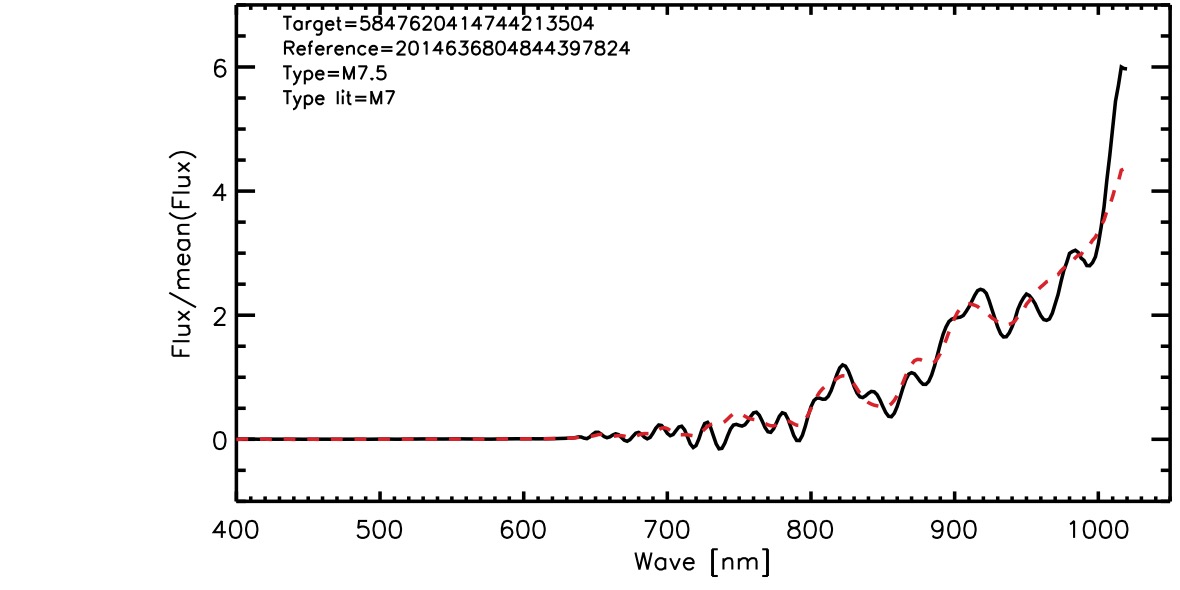 Target=5847620414744213504
Reference=2014636804844397824
Type=M7.5
Type lit=M7
Flux/mean(Flux)
6
4
2
0
400 500 600 700 800 900 1000
Wave [nm]